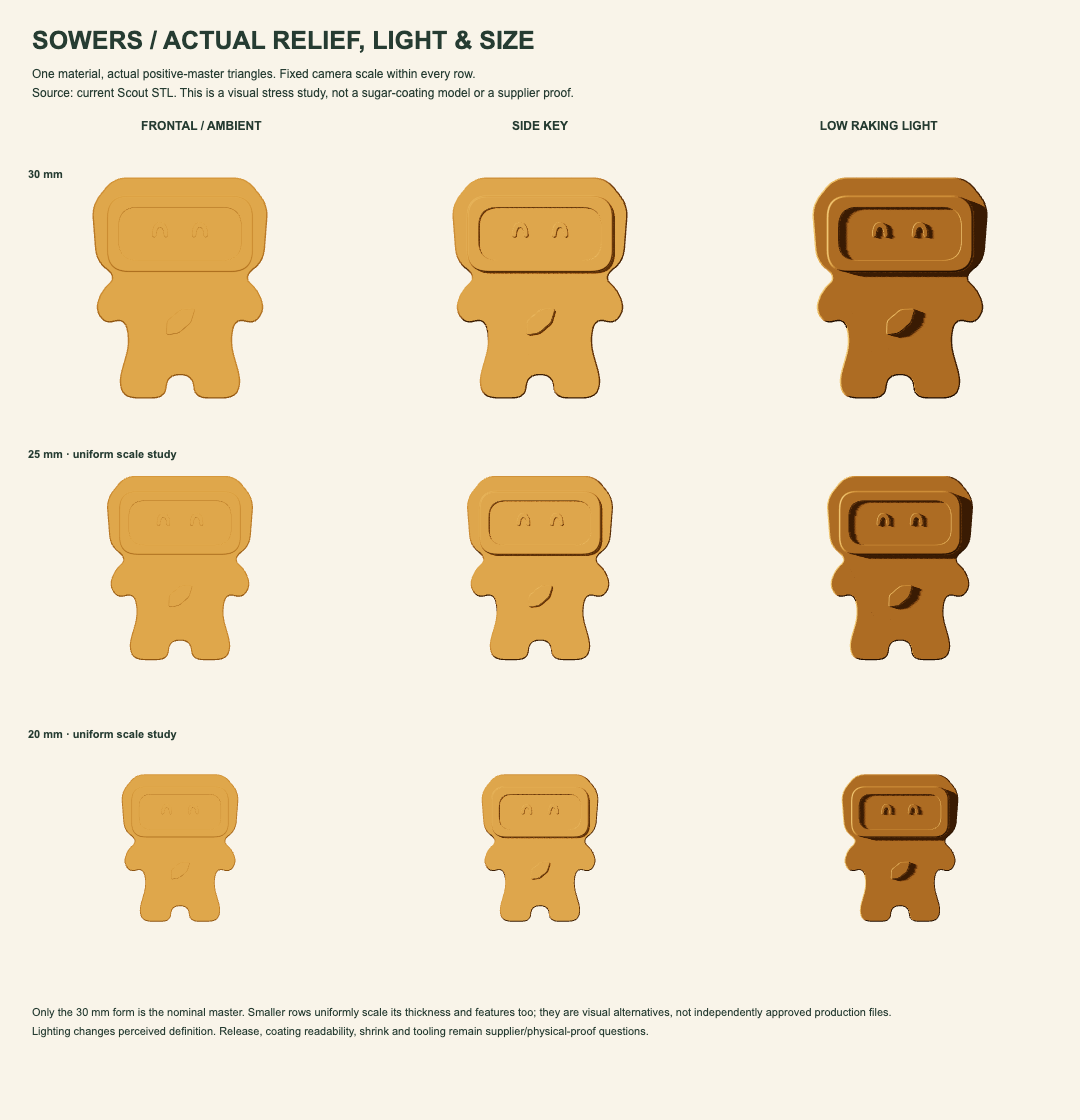 SOWERS / ACTUAL RELIEF, LIGHT & SIZE
One material, actual positive-master triangles. Fixed camera scale within every row.
Source: current Scout STL. This is a visual stress study, not a sugar-coating model or a supplier proof.
FRONTAL / AMBIENT
SIDE KEY
LOW RAKING LIGHT
30 mm
25 mm · uniform scale study
20 mm · uniform scale study
Only the 30 mm form is the nominal master. Smaller rows uniformly scale its thickness and features too; they are visual alternatives, not independently approved production files.
Lighting changes perceived definition. Release, coating readability, shrink and tooling remain supplier/physical-proof questions.